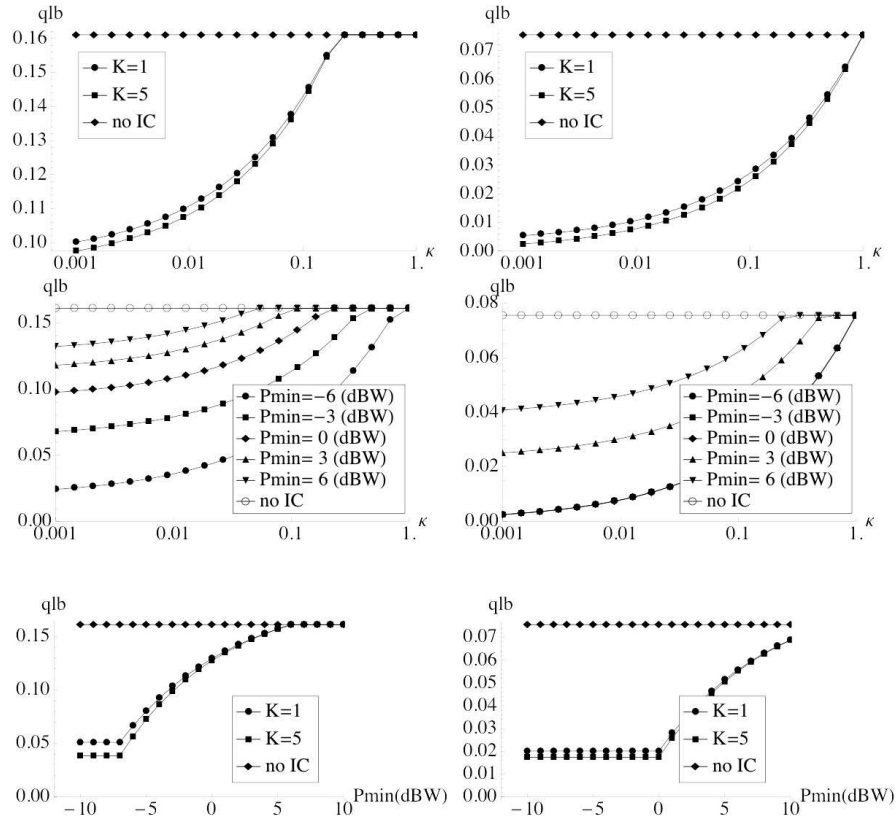 qlb
0.16
0.15
0.14
0.13
0.12
0.11
0.10
K=1
K=5
no IC
0.001
0.01
0.1
1.
κ
qlb
0.07
0.06
0.05
0.04
0.03
0.02
0.01
0.00
K=1
K=5
no IC
0.001
0.01
0.1
1.
κ
qlb
0.15
0.10
0.05
0.00
Pmin=−6 (dBW)
Pmin=−3 (dBW)
Pmin= 0 (dBW)
Pmin= 3 (dBW)
Pmin= 6 (dBW)
no IC
0.001
0.01
0.1
1.
κ
qlb
0.08
0.06
0.04
0.02
0.00
Pmin=−6 (dBW)
Pmin=−3 (dBW)
Pmin= 0 (dBW)
Pmin= 3 (dBW)
Pmin= 6 (dBW)
no IC
0.001
0.01
0.1
1.
κ
qlb
0.15
0.10
0.05
0.00
K=1
K=5
no IC
−10
−5
0
5
10
Pmin(dBW)
qlb
0.07
0.06
0.05
0.04
0.03
0.02
0.01
0.00
K=1
K=5
no IC
−10
−5
0
5
10
Pmin(dBW)